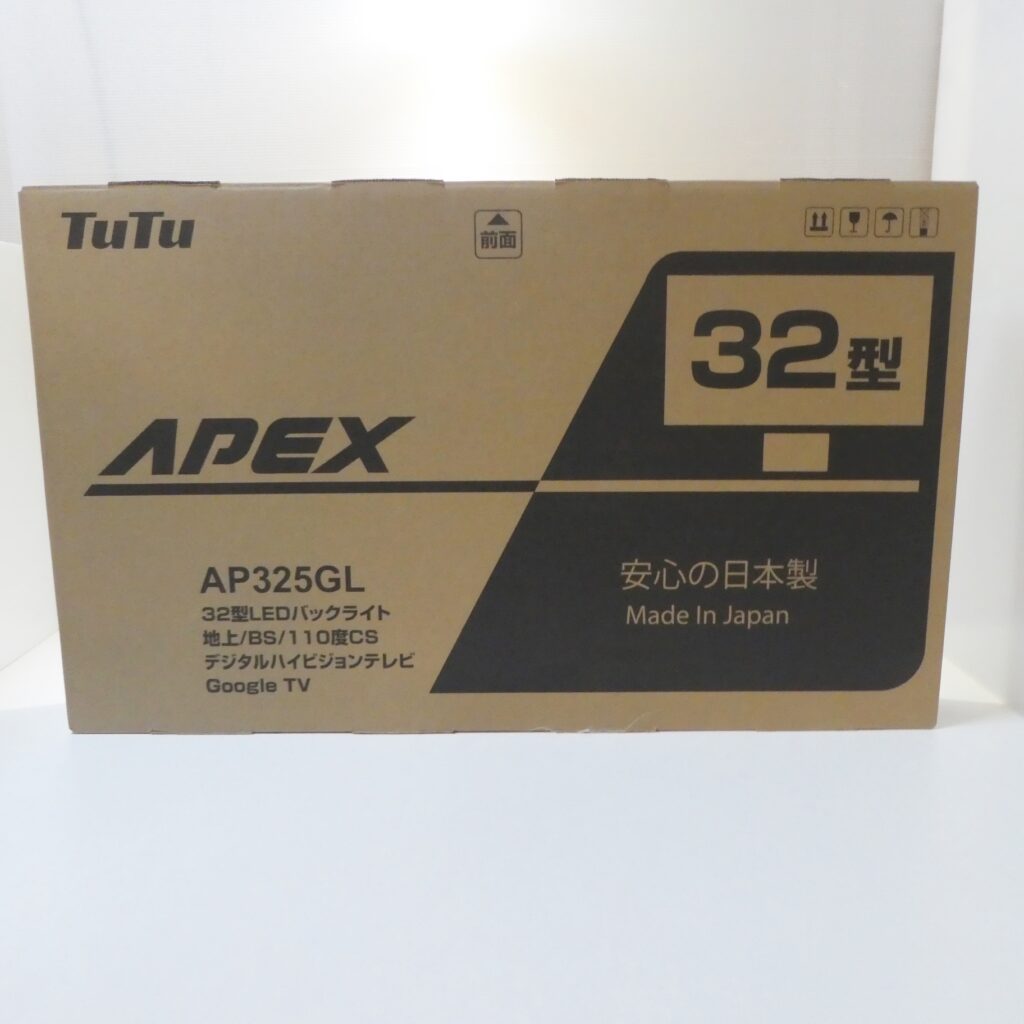 TuTu
前面
32型
APEX
AP325GL
32型LEDバックライト
地上/BS/110度CS
デジタルハイビジョンテレビ
Google TV
安心の日本製
Made In Japan